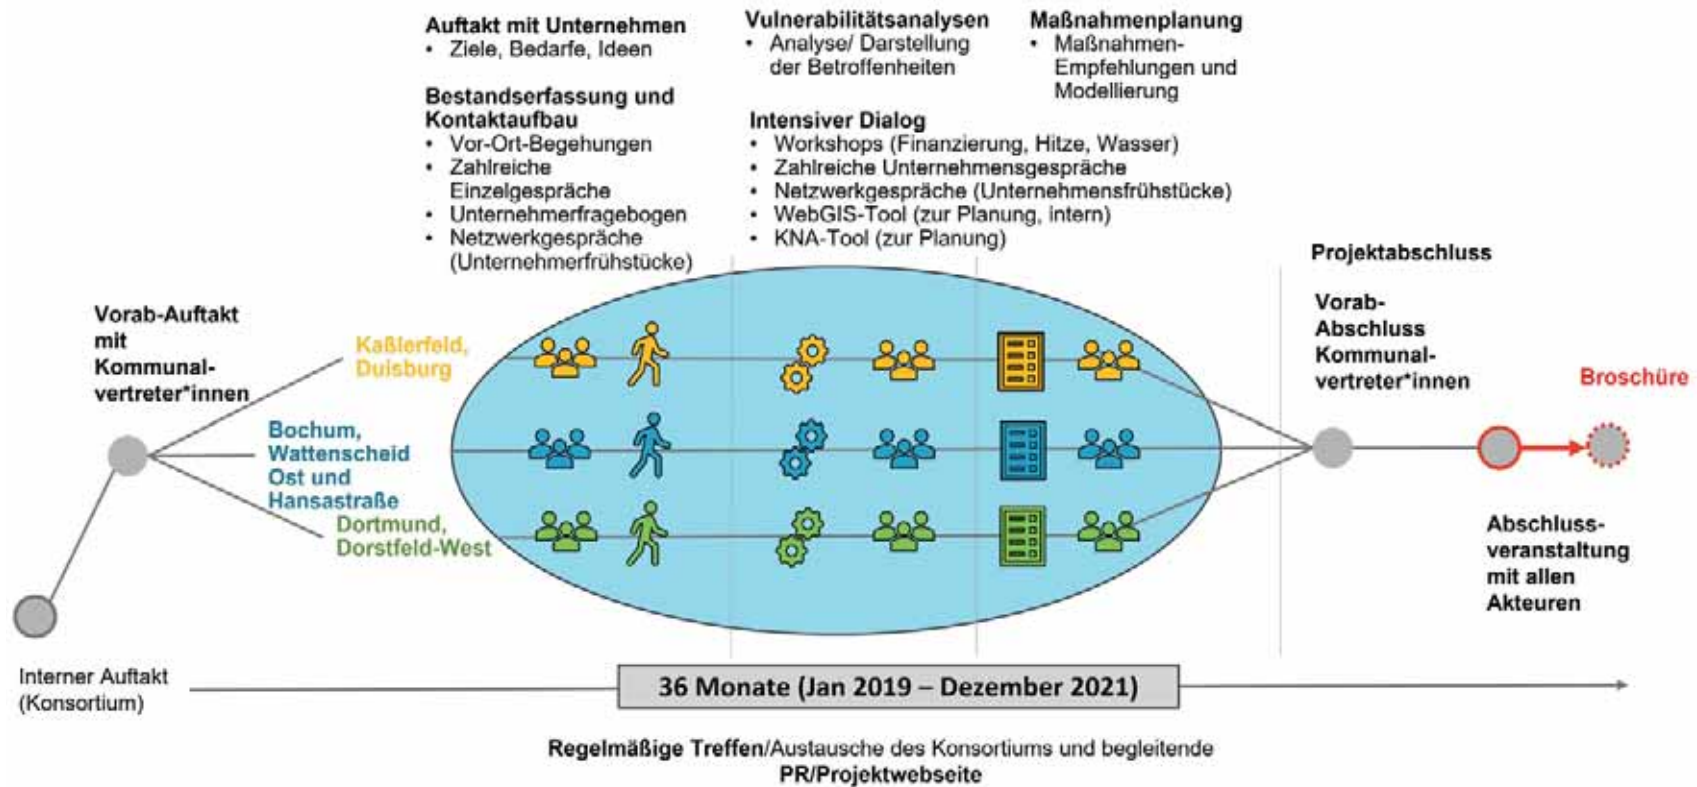 Auftakt mit Unternehmen
• Ziele, Bedarfe, Ideen
Bestandserfassung und
Kontaktaufbau
• Vor-Ort-Begehungen
• Zahlreiche
Einzelgespräche
• Unternehmerfragebogen
• Netzwerkgespräche
(Unternehmerfrühstücke)
Vulnerabilitätsanalysen
• Analyse/ Darstellung
der Betroffenheiten
Maßnahmenplanung
• Maßnahmen-
Empfehlungen und
Modellierung
Intensiver Dialog
• Workshops (Finanzierung, Hitze, Wasser)
• Zahlreiche Unternehmensgespräche
• Netzwerkgespräche (Unternehmensfrühstücke)
• WebGIS-Tool (zur Planung, intern)
• KNA-Tool (zur Planung)
Projektabschluss
Vorab-Auftakt
mit
Kommunal-
vertreter*innen
Kaßlerfeld,
Duisburg
Bochum,
Wattenscheid
Ost und
Hansastraße
Dortmund,
Dorstfeld-West
Vorab-
Abschluss
Kommunal-
vertreter*innen
Broschüre
Abschluss-
veranstaltung
mit allen
Akteuren
Interner Auftakt
(Konsortium)
36 Monate (Jan 2019 – Dezember 2021)
Regelmäßige Treffen/Austausche des Konsortiums und begleitende
PR/Projektwebseite